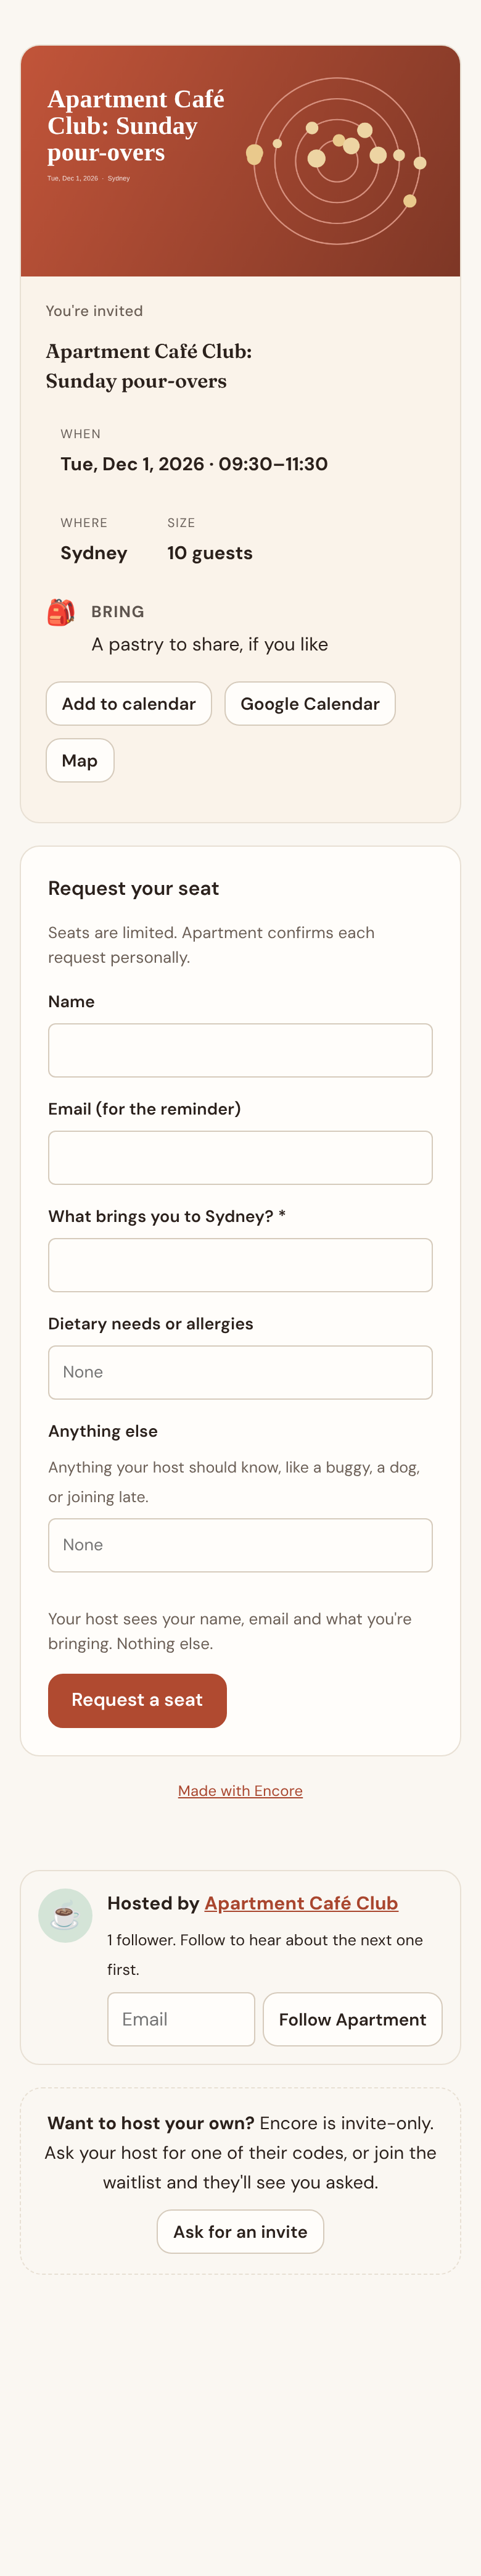 Apartment Café
Club: Sunday
pour-overs
Tue, Dec 1, 2026 · Sydney
You're invited
Apartment Café Club:
Sunday pour-overs
WHEN
Tue, Dec 1, 2026 · 09:30–11:30
WHERE
SIZE
Sydney
10 guests
BRING
A pastry to share, if you like
Add to calendar
Google Calendar
Map
Request your seat
Seats are limited. Apartment confirms each
request personally.
Name
Email (for the reminder)
What brings you to Sydney? *
Dietary needs or allergies
None
Anything else
Anything your host should know, like a buggy, a dog,
or joining late.
None
Your host sees your name, email and what you're
bringing. Nothing else.
Request a seat
Made with Encore
Hosted by Apartment Café Club
1 follower. Follow to hear about the next one
first.
Email
Follow Apartment
Want to host your own? Encore is invite-only.
Ask your host for one of their codes, or join the
waitlist and they'll see you asked.
Ask for an invite